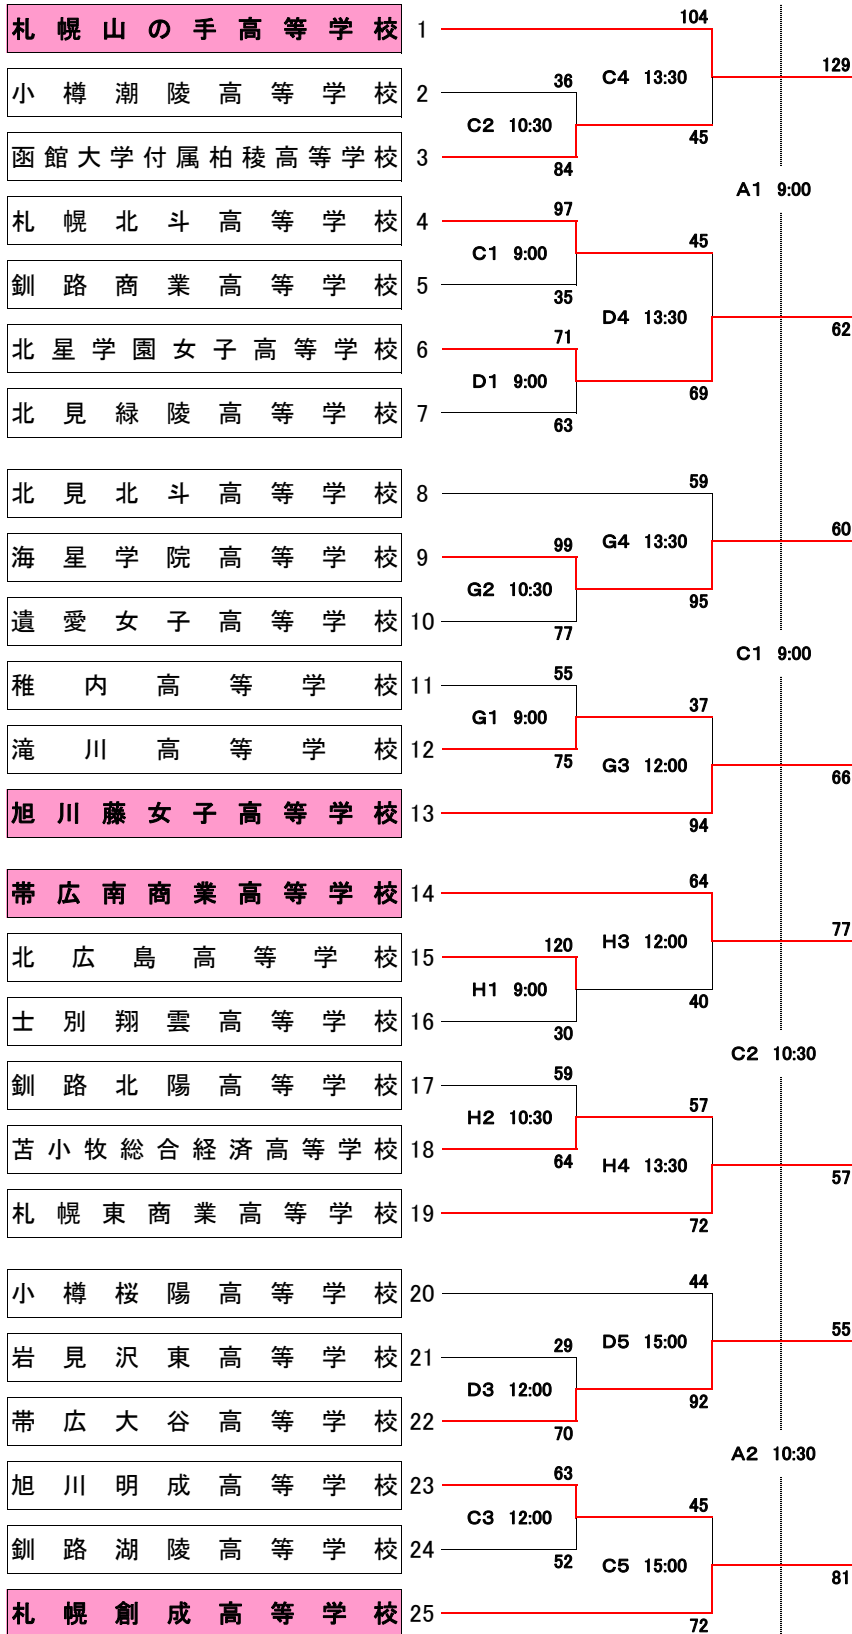 札幌山の手高等学校 1 104
129
小樽潮陵高等学校 2 36 C4 13:30
C2 10:30
函館大学付属柏稜高等学校 3 84 45
A1 9:00
札幌北斗高等学校 4 97 45
C1 9:00
釧路商業高等学校 5 35
D4 13:30 62
北星学園女子高等学校 6 71
D1 9:00 69
北見緑陵高等学校 7 63
北見北斗高等学校 8 59
60
海星学院高等学校 9 99 G4 13:30
G2 10:30 95
遺愛女子高等学校 10 77
C1 9:00
稚内高等学校 11 55 37
G1 9:00
滝川高等学校 12 75 G3 12:00 66
旭川藤女子高等学校 13 94
帯広南商業高等学校 14 64
77
北広島高等学校 15 120 H3 12:00
H1 9:00 40
士別翔雲高等学校 16 30
C2 10:30
釧路北陽高等学校 17 59 57
H2 10:30
苫小牧総合経済高等学校 18 64 H4 13:30 57
札幌東商業高等学校 19 72
小樽桜陽高等学校 20 44
55
岩見沢東高等学校 21 29 D5 15:00
D3 12:00 92
帯広大谷高等学校 22 70
A2 10:30
旭川明成高等学校 23 63 45
C3 12:00
釧路湖陵高等学校 24 52 C5 15:00 81
札幌創成高等学校 25 72